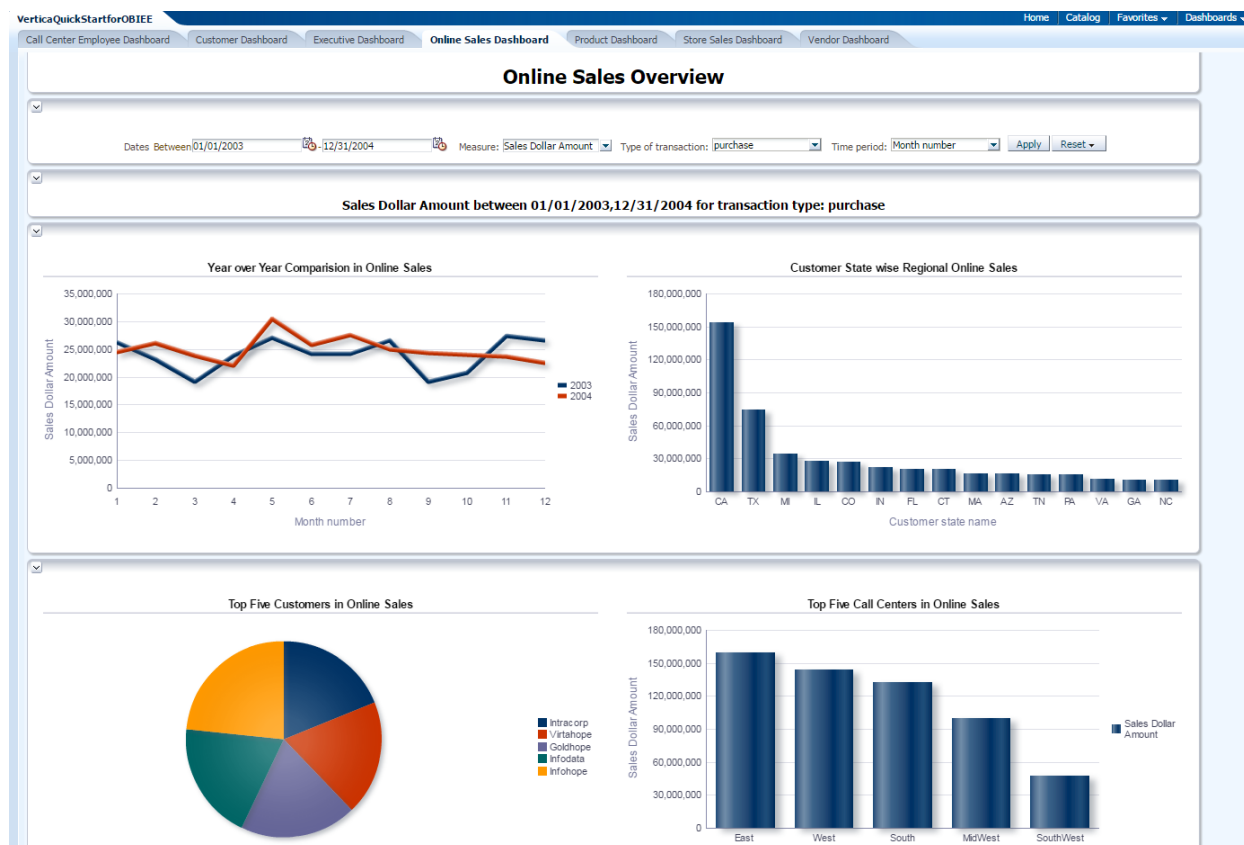 VerticaQuickStartforOBIEE
Home Catalog Favorites Dashboards
Call Center Employee Dashboard Customer Dashboard Executive Dashboard Online Sales Dashboard Product Dashboard Store Sales Dashboard Vendor Dashboard
Online Sales Overview
Dates Between 01/01/2003 - 12/31/2004 Measure: Sales Dollar Amount Type of transaction: purchase Time period: Month number Apply Reset
Sales Dollar Amount between 01/01/2003,12/31/2004 for transaction type: purchase
Year over Year Comparision in Online Sales
35,000,000
30,000,000
25,000,000
20,000,000
15,000,000
10,000,000
5,000,000
0
Sales Dollar Amount
1 2 3 4 5 6 7 8 9 10 11 12
Month number
2003
2004
Customer State wise Regional Online Sales
180,000,000
150,000,000
120,000,000
90,000,000
60,000,000
30,000,000
0
Sales Dollar Amount
CA TX MI IL CO IN FL CT MA AZ TN PA VA GA NC
Customer state name
Top Five Customers in Online Sales
Intracorp
Virtahope
Goldhope
Infodata
Infohope
Top Five Call Centers in Online Sales
180,000,000
150,000,000
120,000,000
90,000,000
60,000,000
30,000,000
0
Sales Dollar Amount
East West South MidWest SouthWest
Sales Dollar
Amount